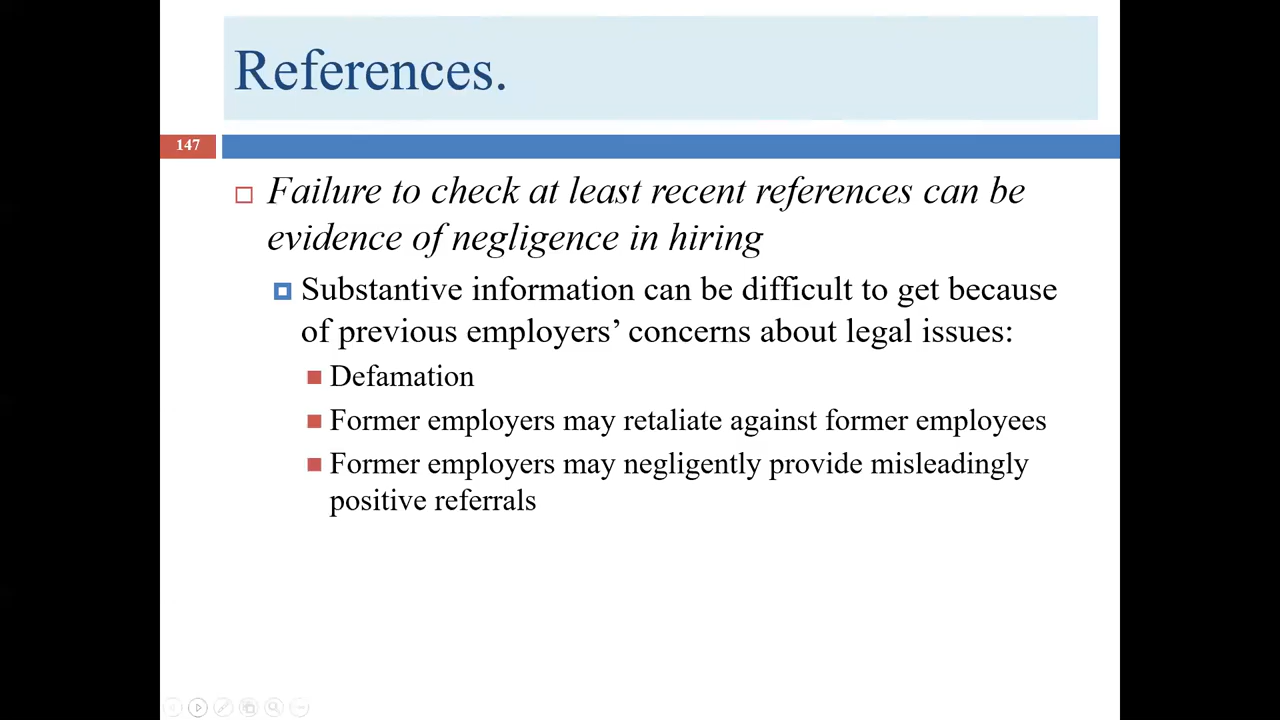 References.
147
Failure to check at least recent references can be
evidence of negligence in hiring
Substantive information can be difficult to get because
of previous employers’ concerns about legal issues:
Defamation
Former employers may retaliate against former employees
Former employers may negligently provide misleadingly
positive referrals